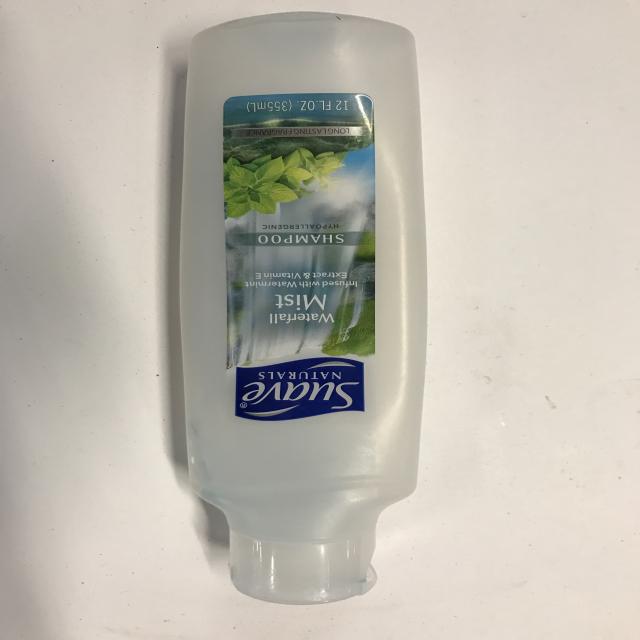 Suave®
NATURALS
Waterfall
Mist
Infused with Watermint
Extract & Vitamin E
SHAMPOO
HYPOALLERGENIC
LONG LASTING FRAGRANCE
12 FL. OZ. (355mL)